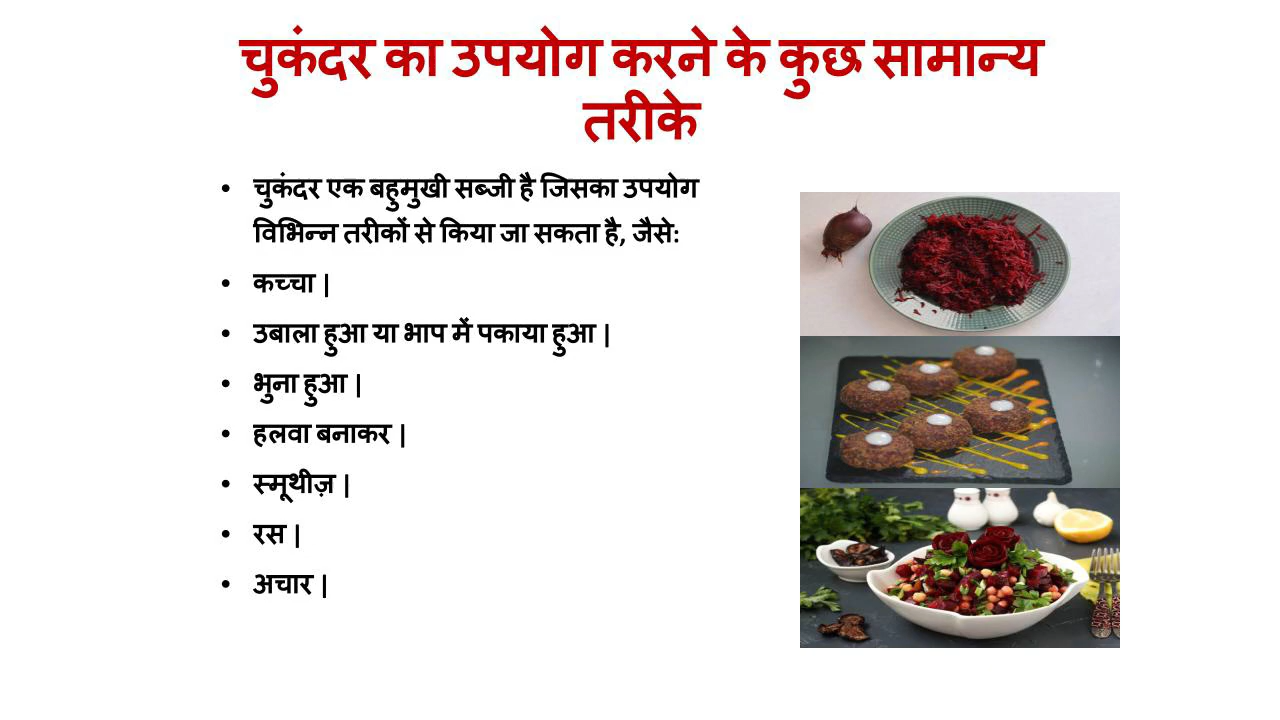 चुकंदर का उपयोग करने के कुछ सामान्य
तरीके
• चुकंदर एक बहुमुखी सब्जी है जिसका उपयोग
विभिन्न तरीकों से किया जा सकता है, जैसे:
• कच्चा |
• उबाला हुआ या भाप में पकाया हुआ |
• भुना हुआ |
• हलवा बनाकर |
• स्मूथीज़ |
• रस |
• अचार |